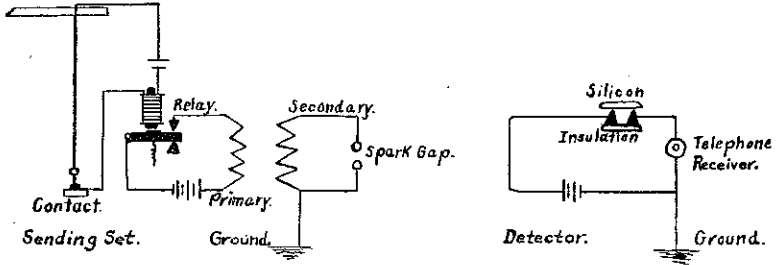 Relay.
Secondary.
Spark Gap.
Primary.
Contact.
Sending Set.
Ground.
Silicon
Insulation
Telephone
Receiver.
Detector.
Ground.